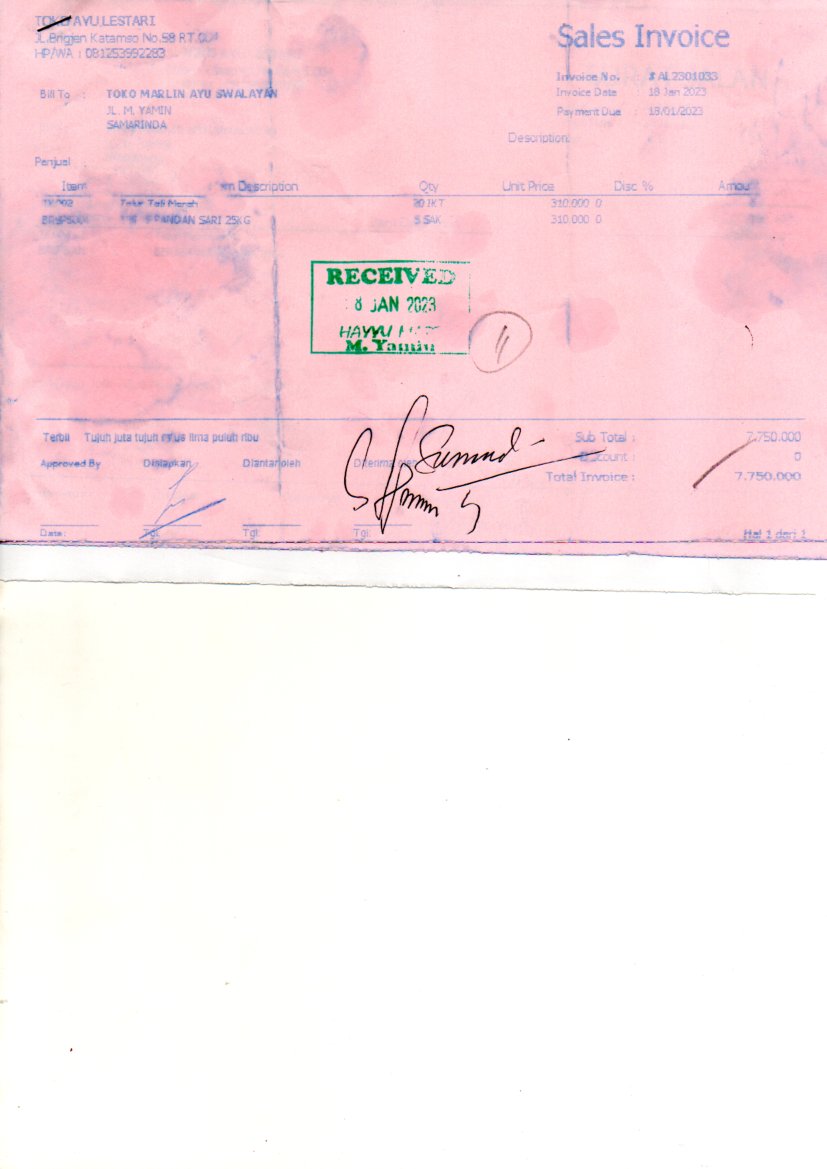 TOKO AYU LESTARI
JL.Brigjen Katamso No.58 RT.004
HP/WA : 081253592283
Sales Invoice
Invoice No. : # AL2301033
Invoice Date : 18 Jan 2023
Payment Due : 18/01/2023
Bill To : TOKO MARLIN AYU SWALAYAN
JL. M. YAMIN
SAMARINDA
Description:
Penjual :
Item Description Qty Unit Price Disc % Amou
Telur Tali Merah 20 IKT 310.000 0
PANDAN SARI 25KG 5 SAK 310.000 0
RECEIVED
8 JAN 2023
HAYYU
M. Yamin
Terbil Tujuh juta tujuh ratus lima puluh ribu
Sub Total : 7.750.000
Discount : 0
Total Invoice : 7.750.000
Approved By Disiapkan Diantar oleh Diterima oleh
Date: Tgl: Tgl: Tgl:
Hal 1 dari 1